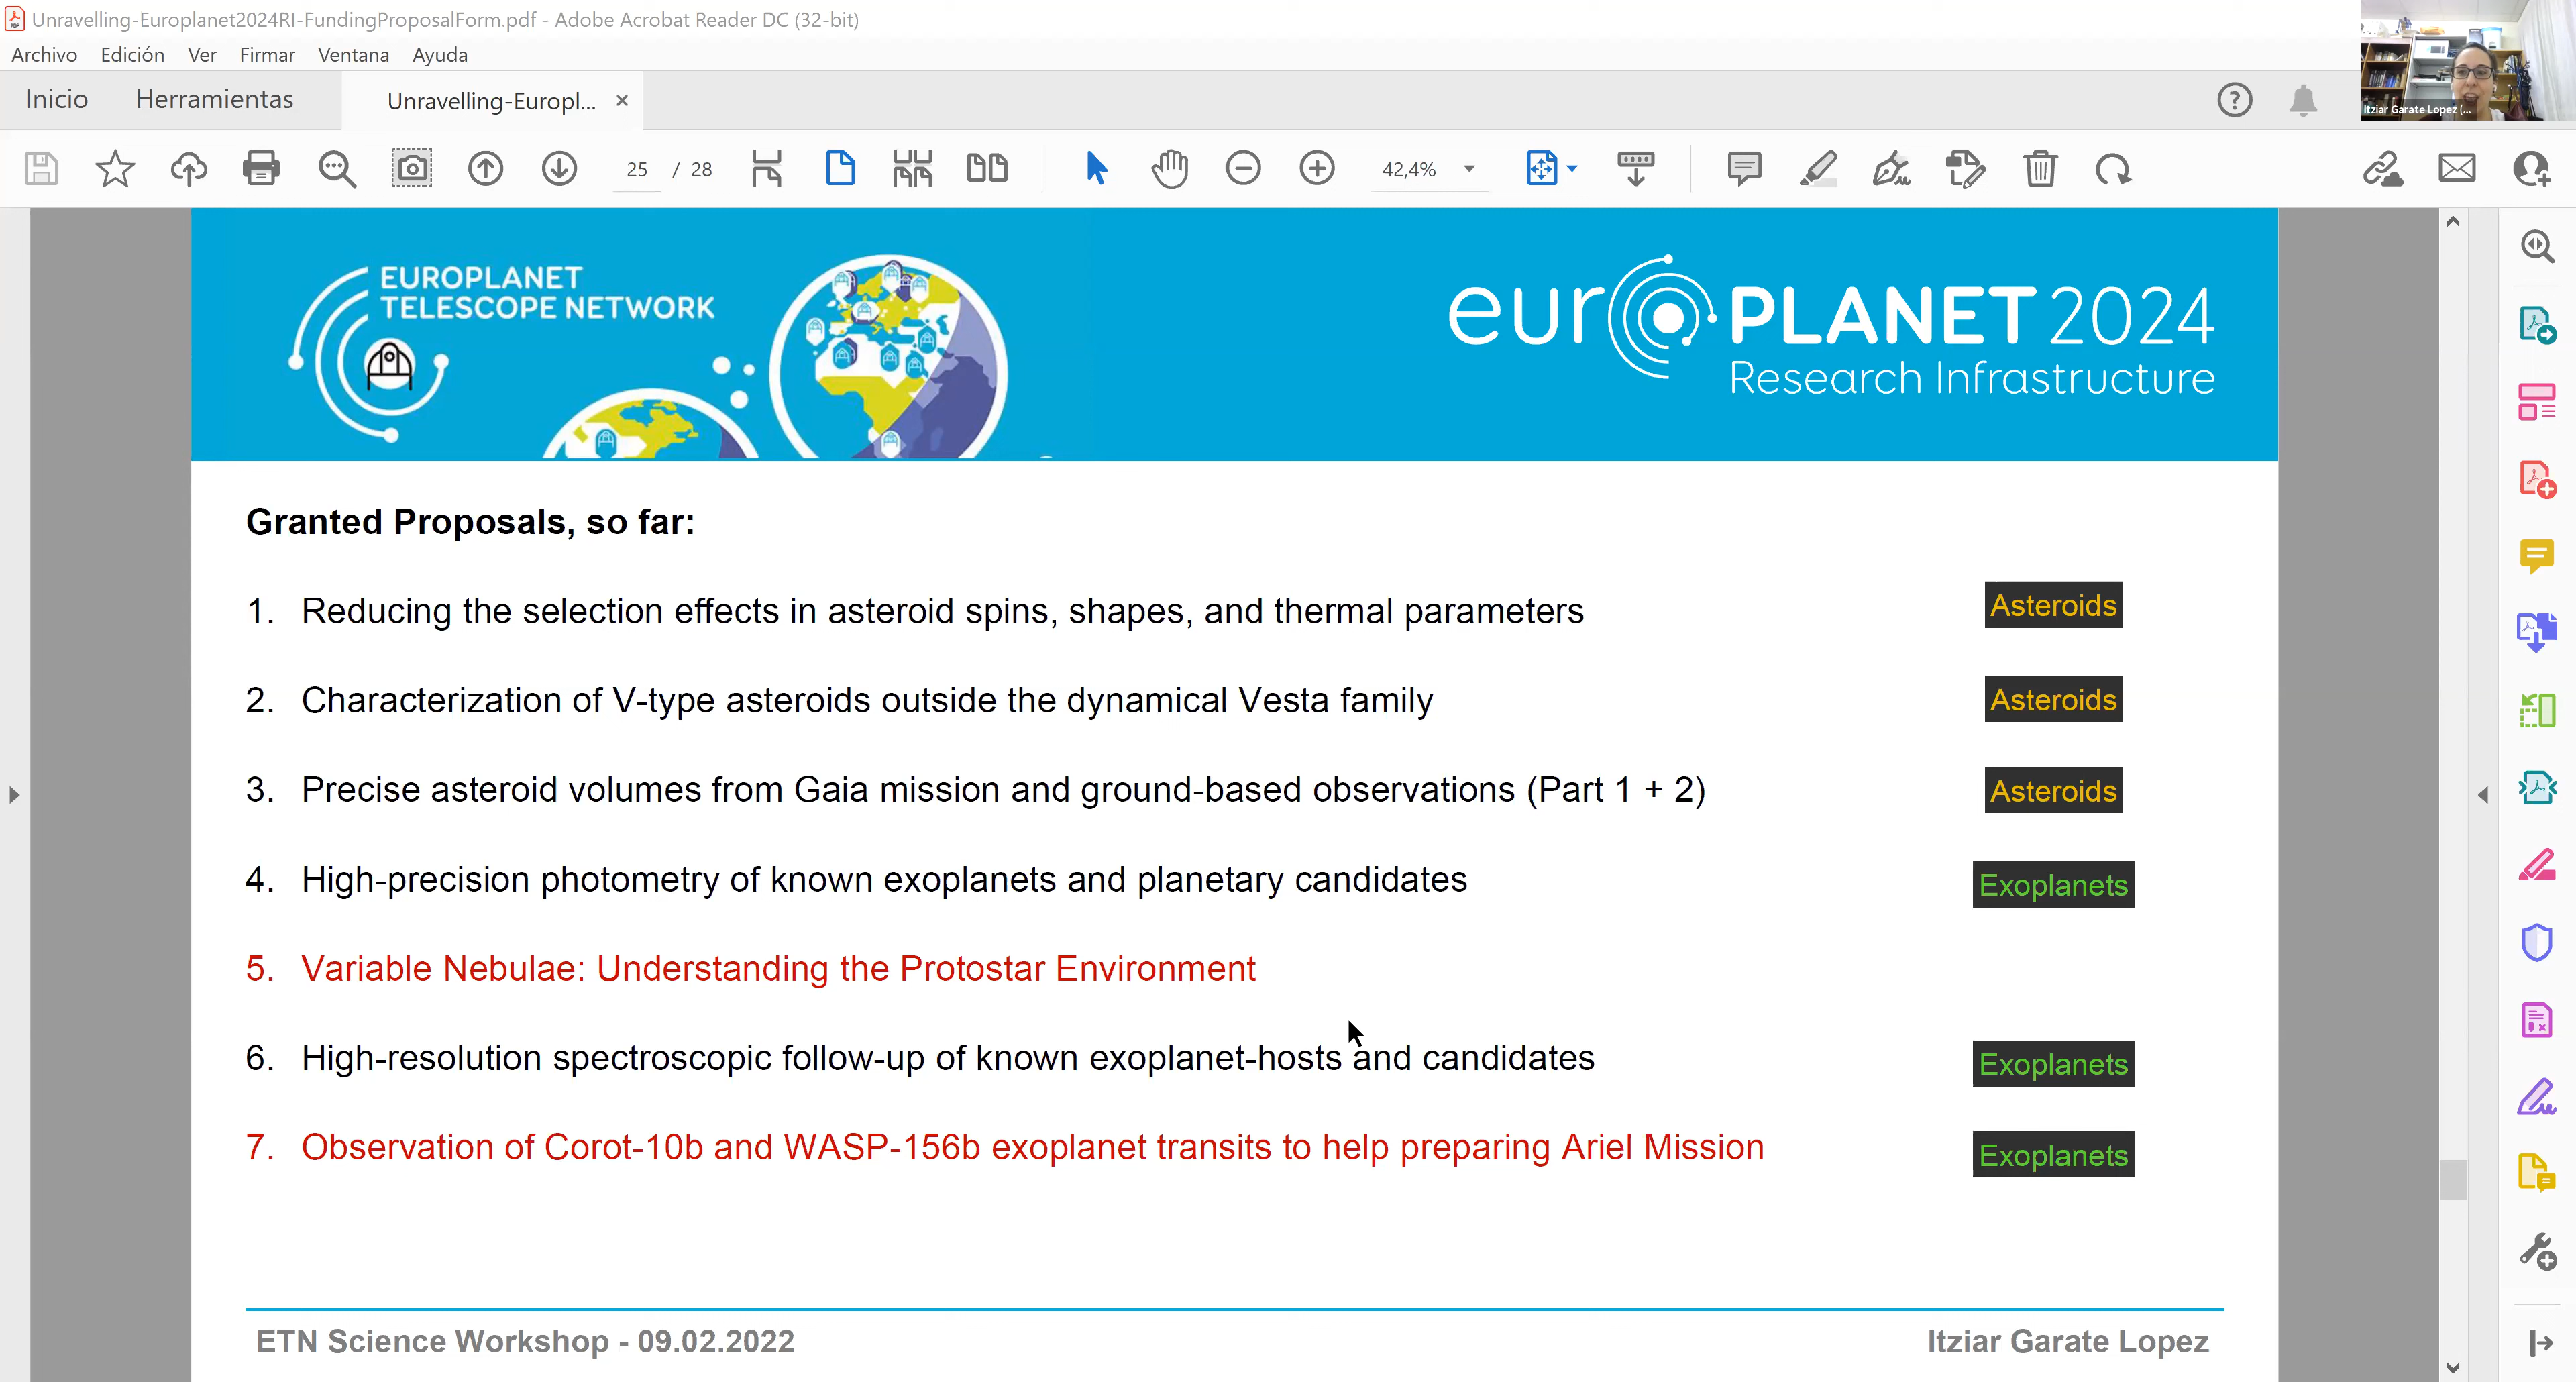 Unravelling-Europlanet2024RI-FundingProposalForm.pdf - Adobe Acrobat Reader DC (32-bit)
Archivo Edición Ver Firmar Ventana Ayuda
Inicio Herramientas Unravelling-Europl... ×
Itziar Garate Lopez (...
25 / 28 42,4%
EUROPLANET
TELESCOPE NETWORK
euroPLANET 2024
Research Infrastructure
Granted Proposals, so far:
1. Reducing the selection effects in asteroid spins, shapes, and thermal parameters Asteroids
2. Characterization of V-type asteroids outside the dynamical Vesta family Asteroids
3. Precise asteroid volumes from Gaia mission and ground-based observations (Part 1 + 2) Asteroids
4. High-precision photometry of known exoplanets and planetary candidates Exoplanets
5. Variable Nebulae: Understanding the Protostar Environment
6. High-resolution spectroscopic follow-up of known exoplanet-hosts and candidates Exoplanets
7. Observation of Corot-10b and WASP-156b exoplanet transits to help preparing Ariel Mission Exoplanets
ETN Science Workshop - 09.02.2022 Itziar Garate Lopez